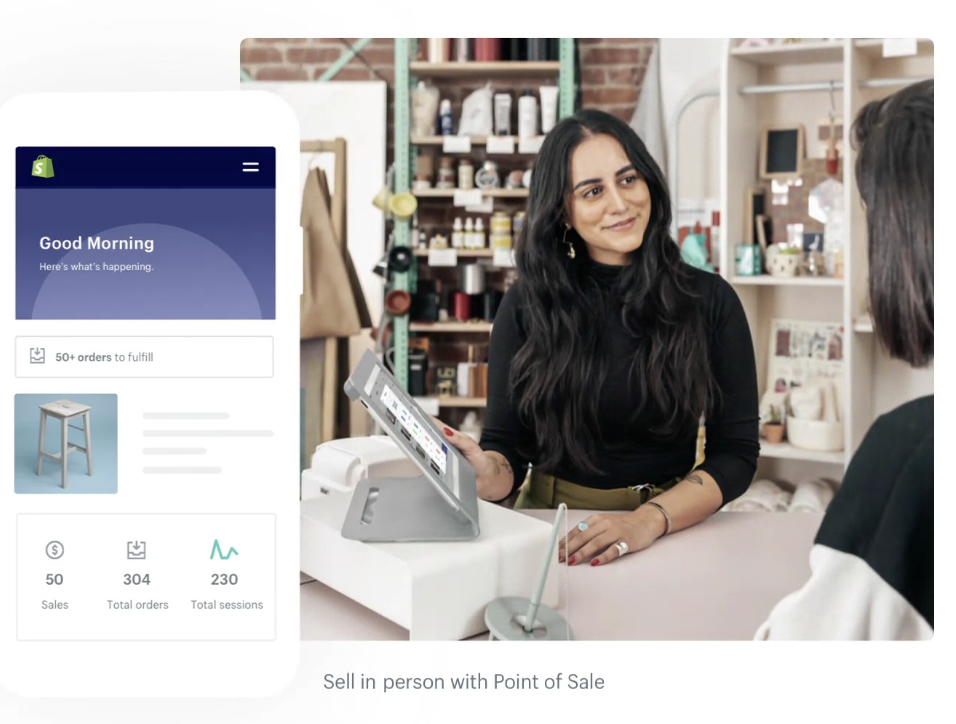 S
Good Morning
Here's what's happening.
50+ orders to fulfill
50
304
230
Sales
Total orders
Total sessions
Sell in person with Point of Sale